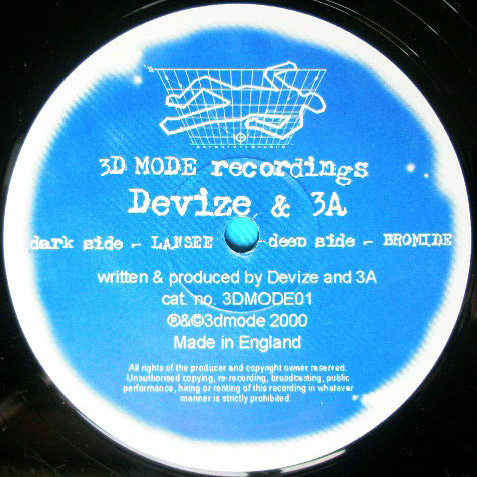 3D MODE recordings
Devize & 3A
dark side - LANSEE - deep side - BROMIDE
written & produced by Devize and 3A
cat. no. 3DMODE01
℗&©3dmode 2000
Made in England
All rights of the producer and copyright owner reserved.
Unauthorised copying, re-recording, broadcasting, public
performance, hiring or renting of this recording in whatever
manner is strictly prohibited.